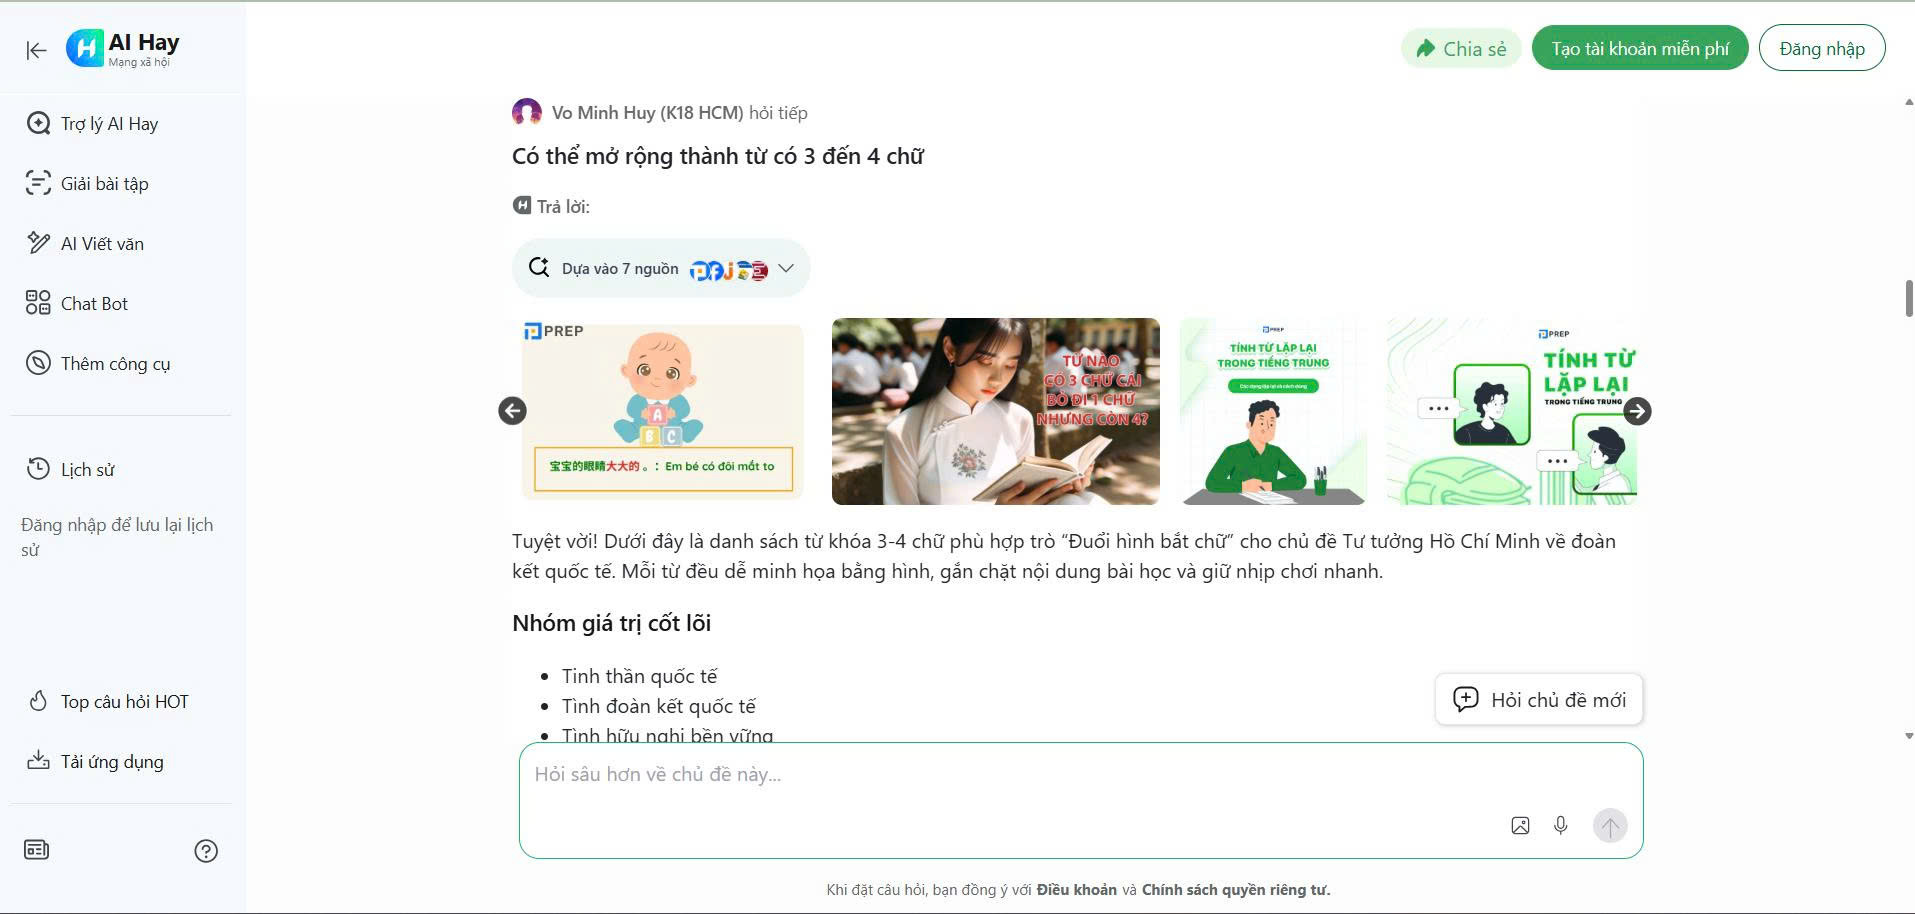 AI Hay
Mạng xã hội
Trợ lý AI Hay
Giải bài tập
AI Viết văn
Chat Bot
Thêm công cụ
Lịch sử
Đăng nhập để lưu lại lịch
sử
Top câu hỏi HOT
Tải ứng dụng
Chia sẻ
Tạo tài khoản miễn phí
Đăng nhập
Vo Minh Huy (K18 HCM) hỏi tiếp
Có thể mở rộng thành từ có 3 đến 4 chữ
Trả lời:
Dựa vào 7 nguồn
PREP
A
B C
宝宝的眼睛大大的 。: Em bé có đôi mắt to
TỪ NÀO
CÓ 3 CHỮ CÁI
BỎ ĐI 1 CHỮ
NHƯNG CÒN 4?
PREP
TÍNH TỪ LẶP LẠI
TRONG TIẾNG TRUNG
Các dạng lặp lại và cách dùng
PREP
TÍNH TỪ
LẶP LẠI
TRONG TIẾNG TRUNG
Tuyệt vời! Dưới đây là danh sách từ khóa 3-4 chữ phù hợp trò “Đuổi hình bắt chữ” cho chủ đề Tư tưởng Hồ Chí Minh về đoàn
kết quốc tế. Mỗi từ đều dễ minh họa bằng hình, gắn chặt nội dung bài học và giữ nhịp chơi nhanh.
Nhóm giá trị cốt lõi
• Tinh thần quốc tế
• Tình đoàn kết quốc tế
• Tình hữu nghị bền vững
Hỏi chủ đề mới
Hỏi sâu hơn về chủ đề này...
Khi đặt câu hỏi, bạn đồng ý với Điều khoản và Chính sách quyền riêng tư.